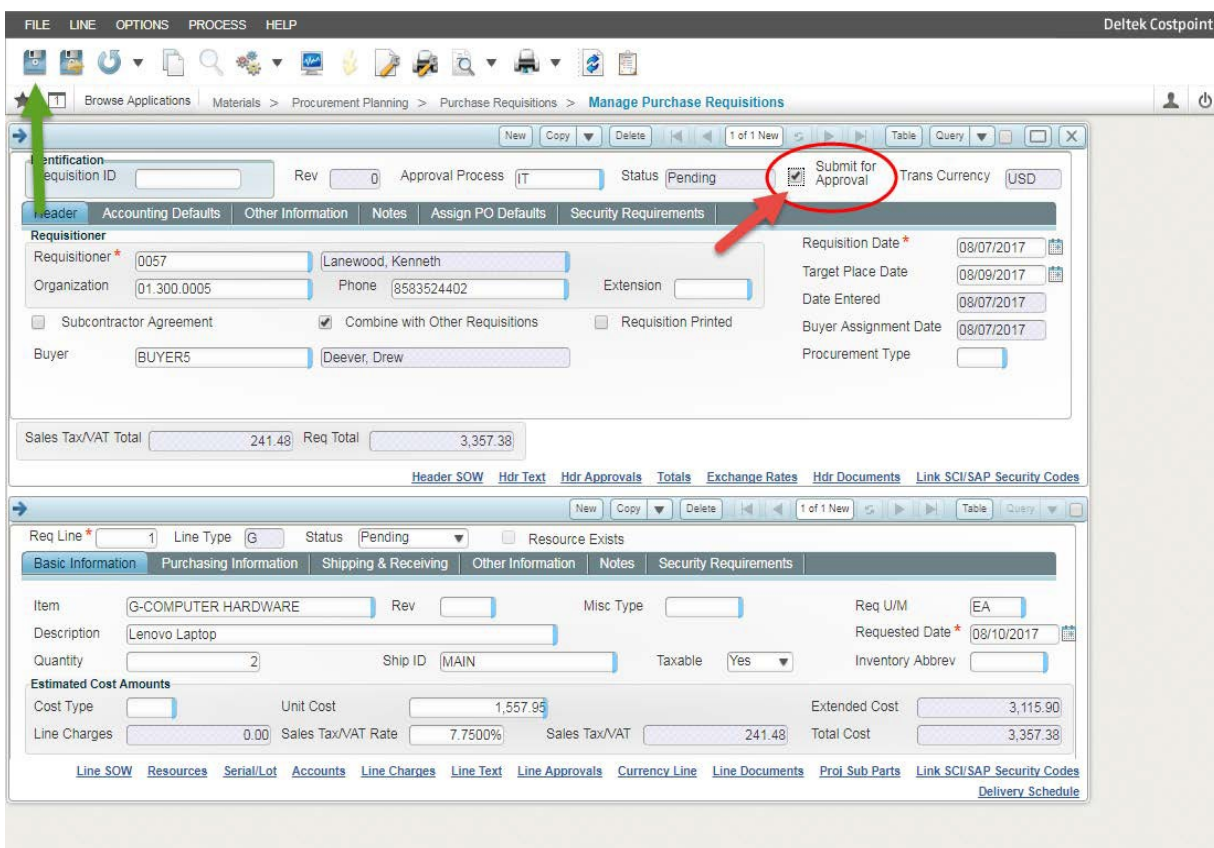 FILE LINE OPTIONS PROCESS HELP Deltek Costpoint
1 Browse Applications Materials > Procurement Planning > Purchase Requisitions > Manage Purchase Requisitions
New Copy Delete 1 of 1 New Table Query X
Identification
Requisition ID Rev 0 Approval Process IT Status Pending Submit for Approval Trans Currency USD
Header Accounting Defaults Other Information Notes Assign PO Defaults Security Requirements
Requisitioner
Requisitioner * 0057 Lanewood, Kenneth Requisition Date * 08/07/2017
Organization 01.300.0005 Phone 8583524402 Extension Target Place Date 08/09/2017
Date Entered 08/07/2017
Subcontractor Agreement Combine with Other Requisitions Requisition Printed Buyer Assignment Date 08/07/2017
Buyer BUYER5 Deever, Drew Procurement Type
Sales Tax/VAT Total 241.48 Req Total 3,357.38
Header SOW Hdr Text Hdr Approvals Totals Exchange Rates Hdr Documents Link SCI/SAP Security Codes
New Copy Delete 1 of 1 New Table Query
Req Line * 1 Line Type G Status Pending Resource Exists
Basic Information Purchasing Information Shipping & Receiving Other Information Notes Security Requirements
Item G-COMPUTER HARDWARE Rev Misc Type Req U/M EA
Description Lenovo Laptop Requested Date * 08/10/2017
Quantity 2 Ship ID MAIN Taxable Yes Inventory Abbrev
Estimated Cost Amounts
Cost Type Unit Cost 1,557.95 Extended Cost 3,115.90
Line Charges 0.00 Sales Tax/VAT Rate 7.7500% Sales Tax/VAT 241.48 Total Cost 3,357.38
Line SOW Resources Serial/Lot Accounts Line Charges Line Text Line Approvals Currency Line Line Documents Proj Sub Parts Link SCI/SAP Security Codes
Delivery Schedule